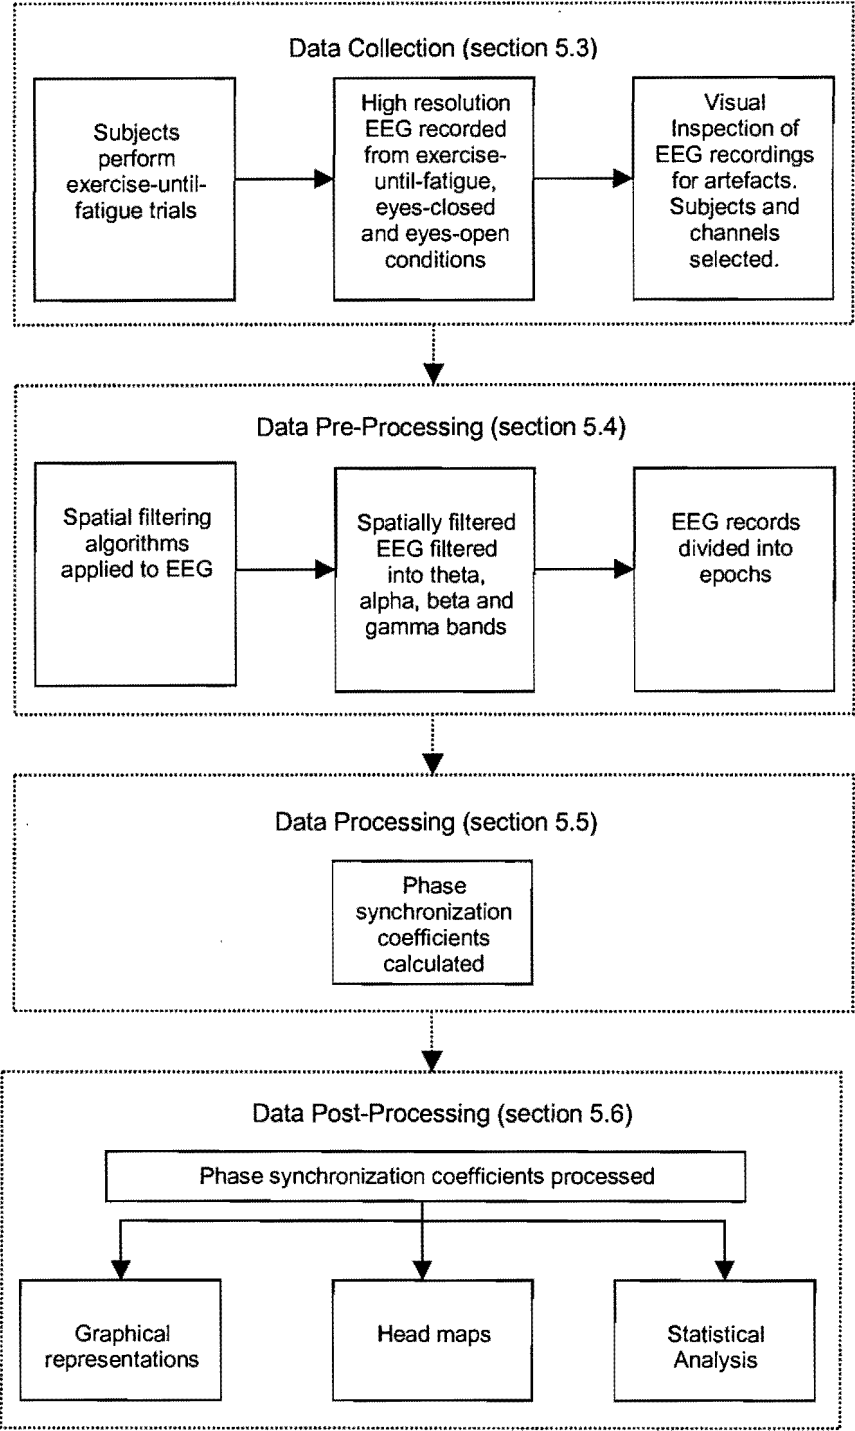 Data Collection (section 5.3)
Subjects
perform
exercise-until-
fatigue trials
High resolution
EEG recorded
from exercise-
until-fatigue,
eyes-closed
and eyes-open
conditions
Visual
Inspection of
EEG recordings
for artefacts.
Subjects and
channels
selected.
Data Pre-Processing (section 5.4)
Spatial filtering
algorithms
applied to EEG
Spatially filtered
EEG filtered
into theta,
alpha, beta and
gamma bands
EEG records
divided into
epochs
Data Processing (section 5.5)
Phase
synchronization
coefficients
calculated
Data Post-Processing (section 5.6)
Phase synchronization coefficients processed
Graphical
representations
Head maps
Statistical
Analysis